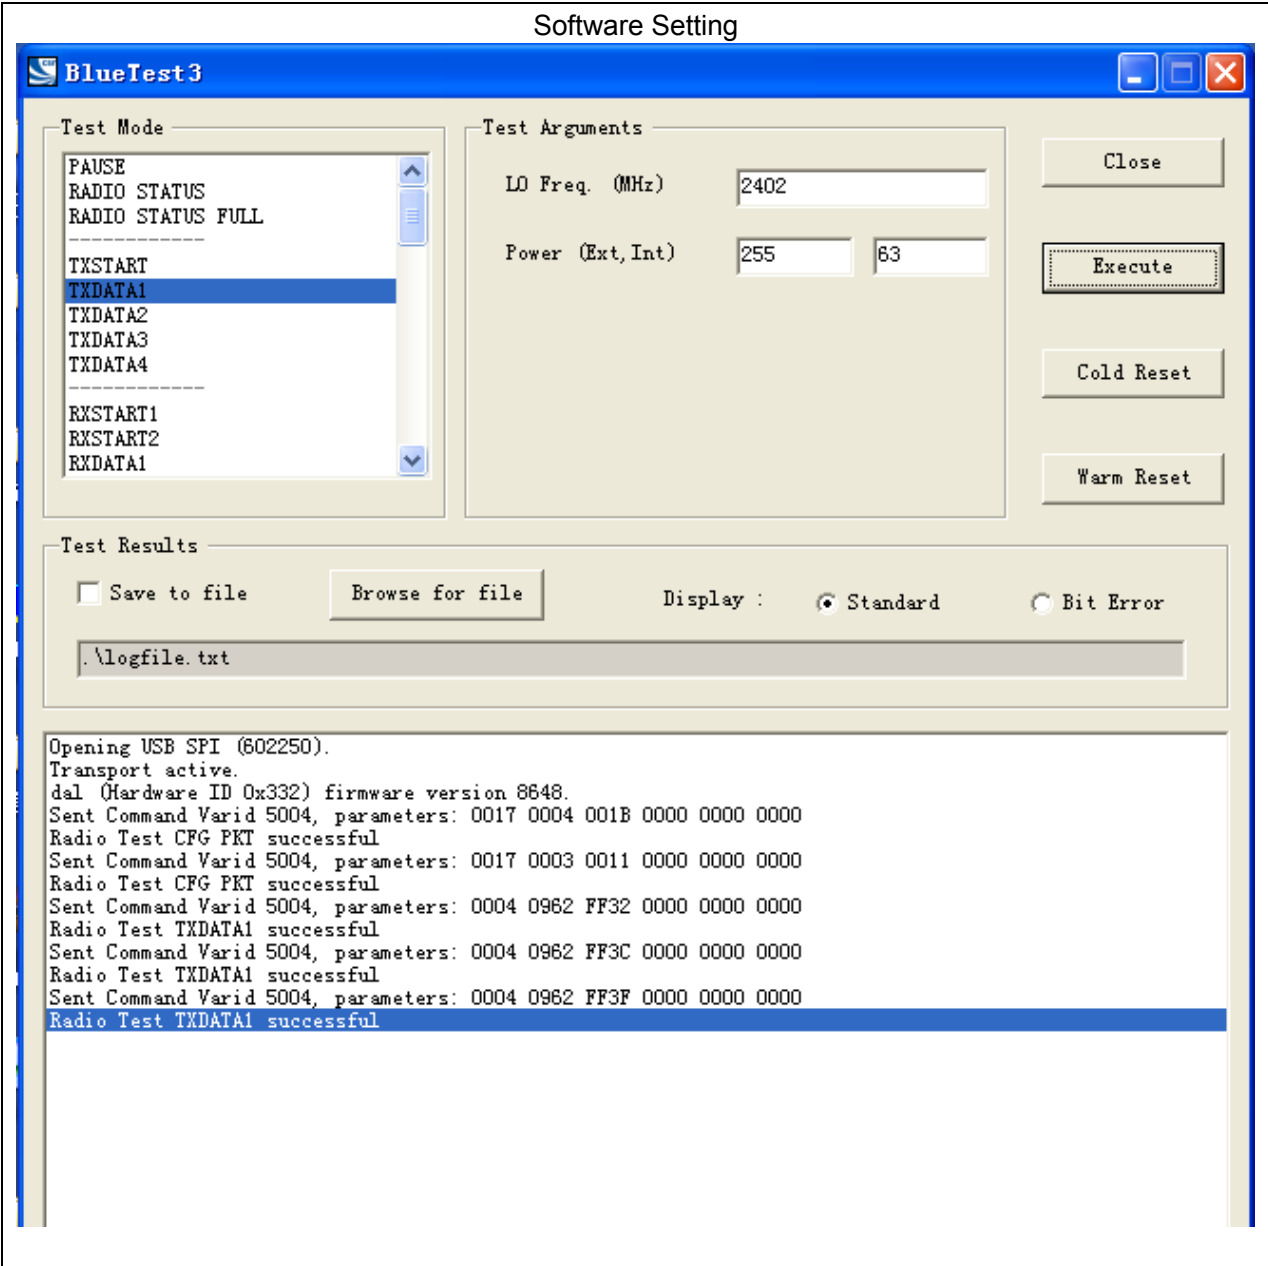 Software Setting
BlueTest3
Test Mode
PAUSE
RADIO STATUS
RADIO STATUS FULL
------------
TXSTART
TXDATA1
TXDATA2
TXDATA3
TXDATA4
------------
RXSTART1
RXSTART2
RXDATA1
Test Arguments
LO Freq. (MHz) 2402
Power (Ext,Int) 255 63
Close
Execute
Cold Reset
Warm Reset
Test Results
Save to file Browse for file Display : Standard Bit Error
.\logfile.txt
Opening USB SPI (602250).
Transport active.
dal (Hardware ID 0x332) firmware version 8648.
Sent Command Varid 5004, parameters: 0017 0004 001B 0000 0000 0000
Radio Test CFG PKT successful
Sent Command Varid 5004, parameters: 0017 0003 0011 0000 0000 0000
Radio Test CFG PKT successful
Sent Command Varid 5004, parameters: 0004 0962 FF32 0000 0000 0000
Radio Test TXDATA1 successful
Sent Command Varid 5004, parameters: 0004 0962 FF3C 0000 0000 0000
Radio Test TXDATA1 successful
Sent Command Varid 5004, parameters: 0004 0962 FF3F 0000 0000 0000
Radio Test TXDATA1 successful